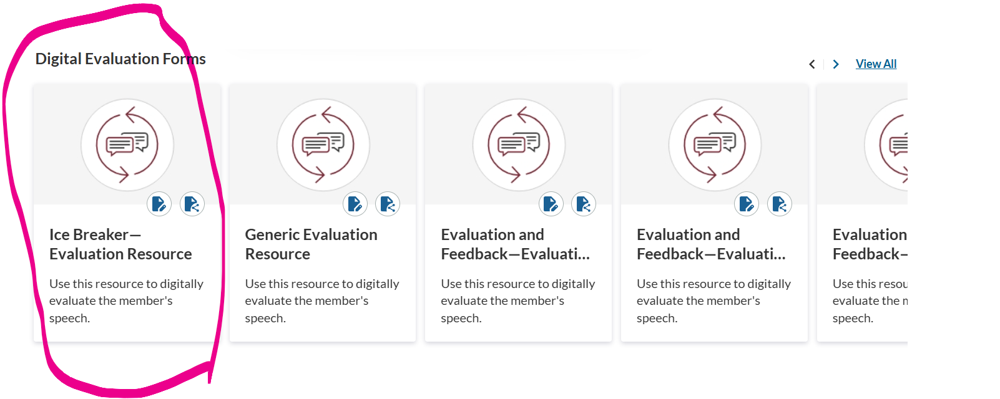 Digital Evaluation Forms
View All
Ice Breaker—
Evaluation Resource
Use this resource to digitally
evaluate the member's
speech.
Generic Evaluation
Resource
Use this resource to digitally
evaluate the member's
speech.
Evaluation and
Feedback—Evaluati...
Use this resource to digitally
evaluate the member's
speech.
Evaluation and
Feedback—Evaluati...
Use this resource to digitally
evaluate the member's
speech.
Evaluation
Feedback—
Use this resou
evaluate the
speech.